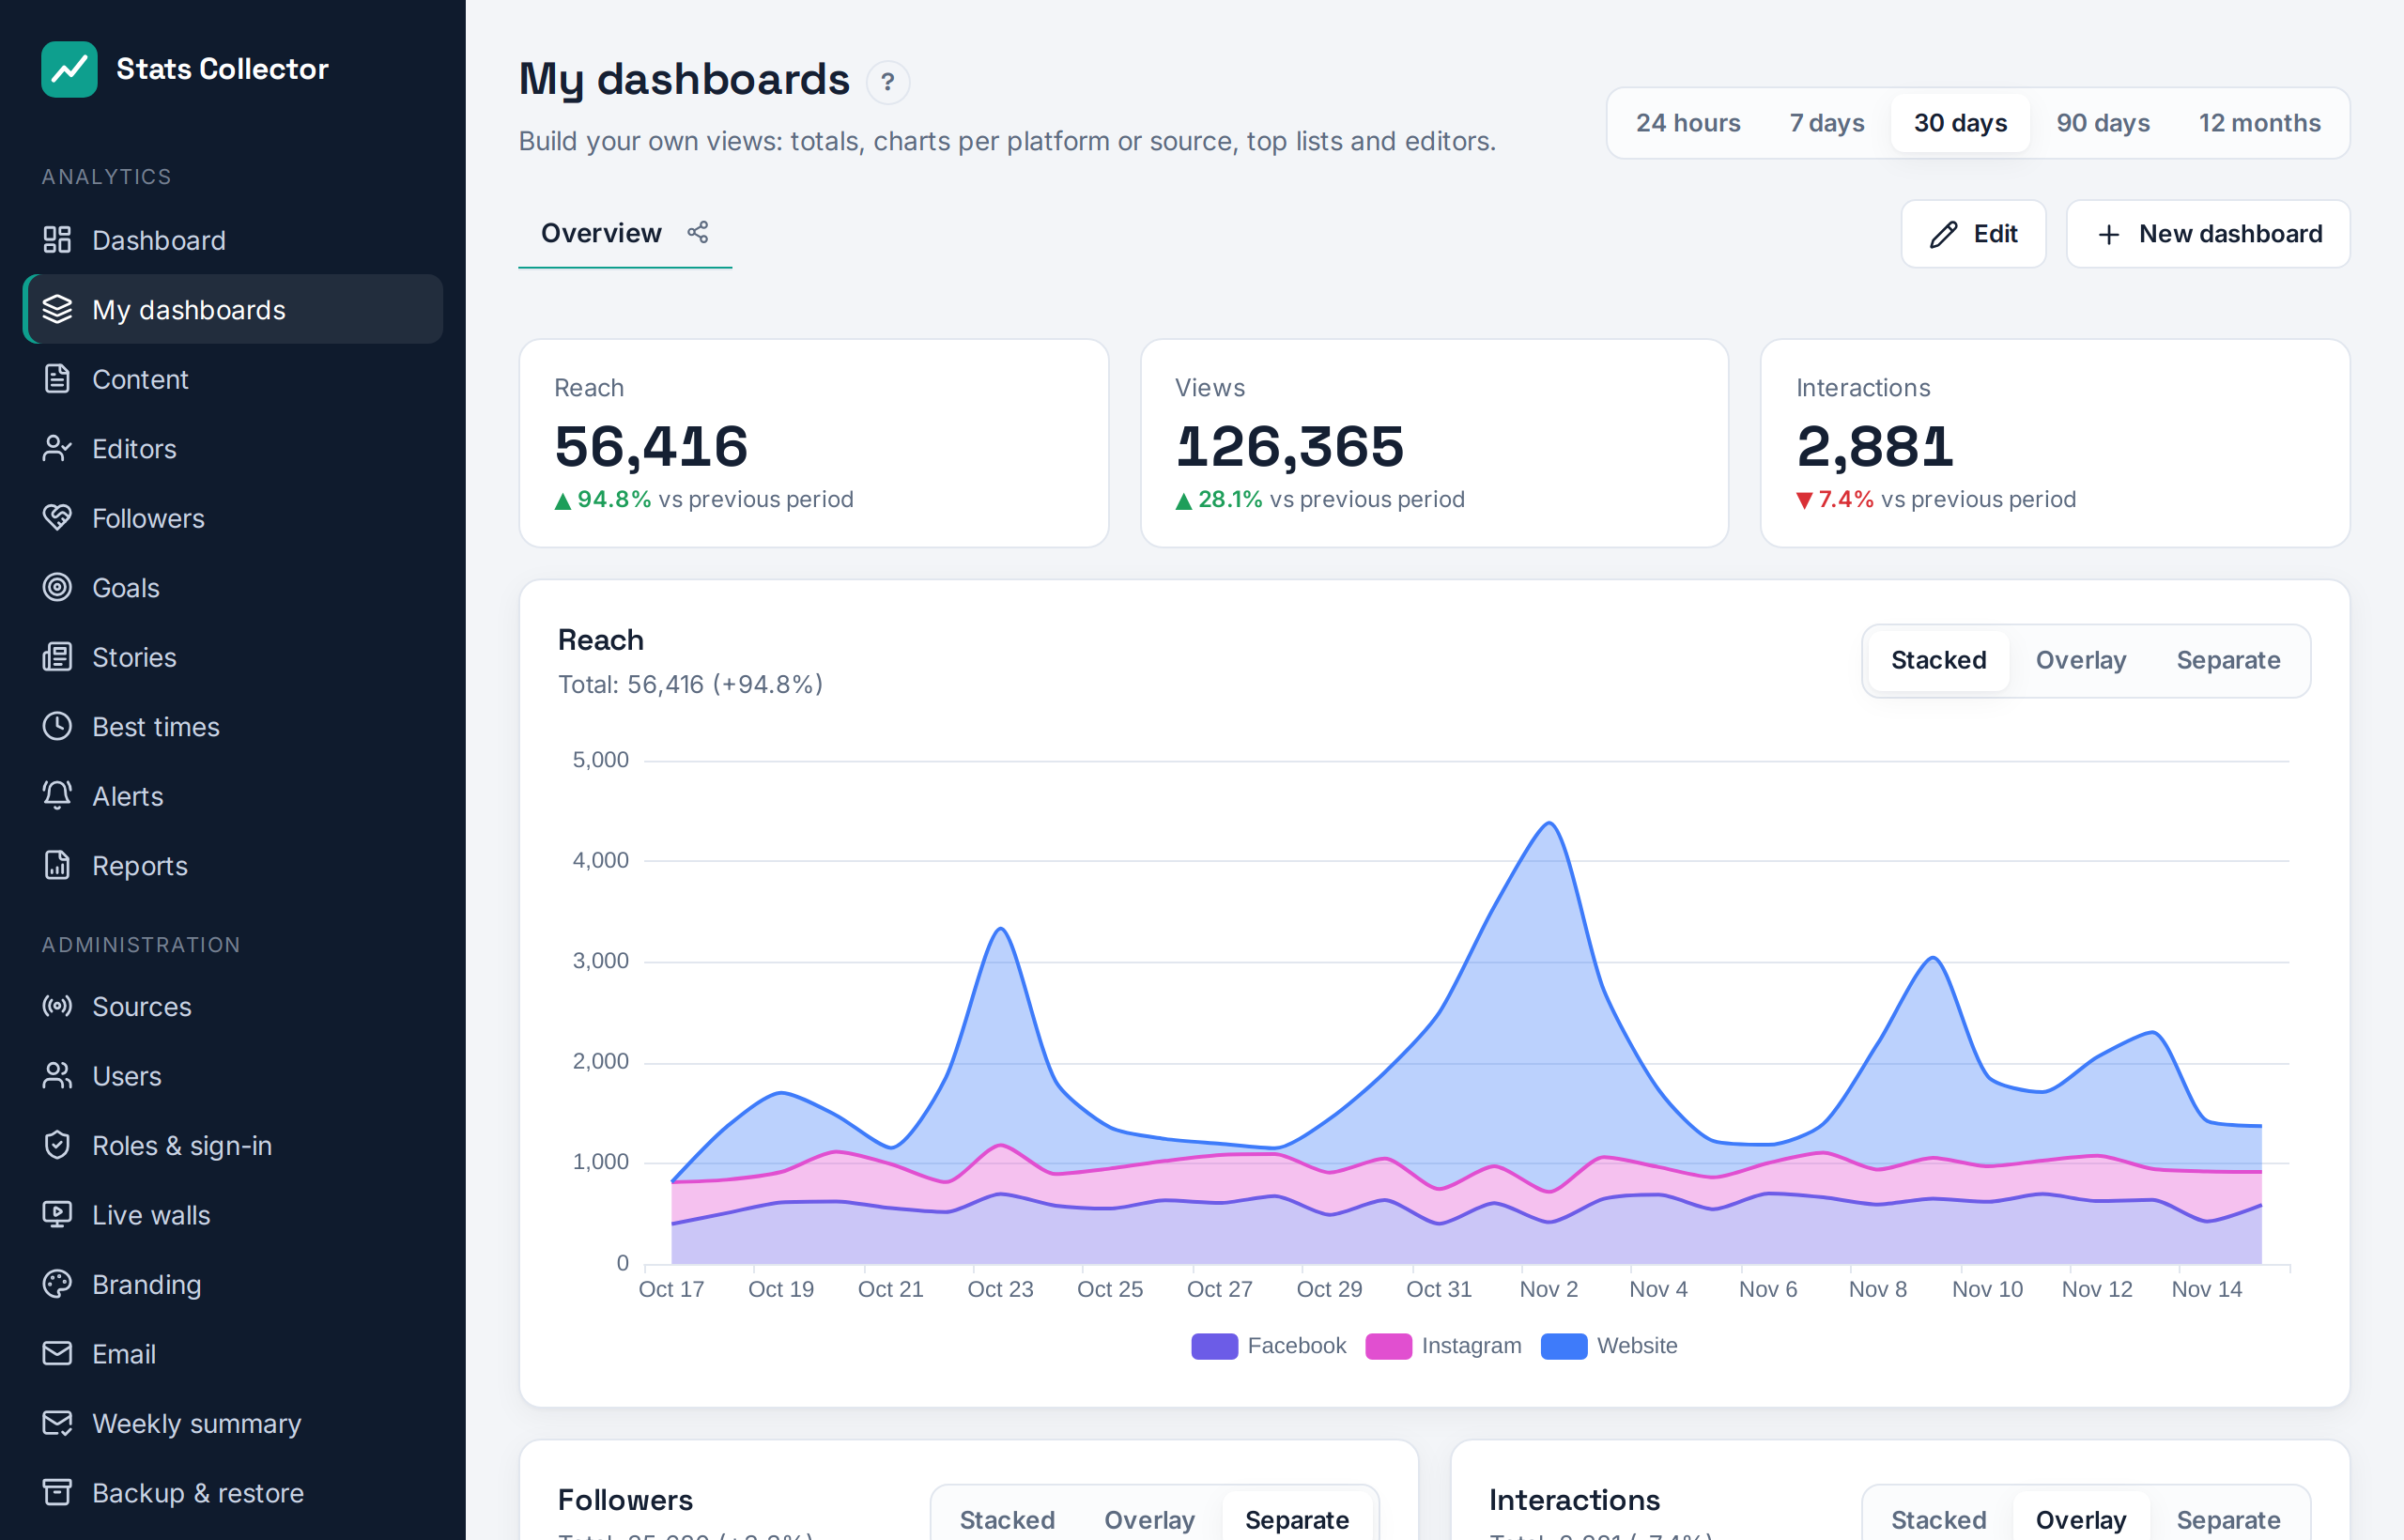 Stats Collector
ANALYTICS
Dashboard
My dashboards
Content
Editors
Followers
Goals
Stories
Best times
Alerts
Reports
ADMINISTRATION
Sources
Users
Roles & sign-in
Live walls
Branding
Email
Weekly summary
Backup & restore
My dashboards ?
Build your own views: totals, charts per platform or source, top lists and editors.
24 hours 7 days 30 days 90 days 12 months
Overview
Edit
New dashboard
Reach
56,416
▲ 94.8% vs previous period
Views
126,365
▲ 28.1% vs previous period
Interactions
2,881
▼ 7.4% vs previous period
Reach
Total: 56,416 (+94.8%)
Stacked Overlay Separate
5,000
4,000
3,000
2,000
1,000
0
Oct 17 Oct 19 Oct 21 Oct 23 Oct 25 Oct 27 Oct 29 Oct 31 Nov 2 Nov 4 Nov 6 Nov 8 Nov 10 Nov 12 Nov 14
Facebook Instagram Website
Followers
Stacked Overlay Separate
Interactions
Stacked Overlay Separate